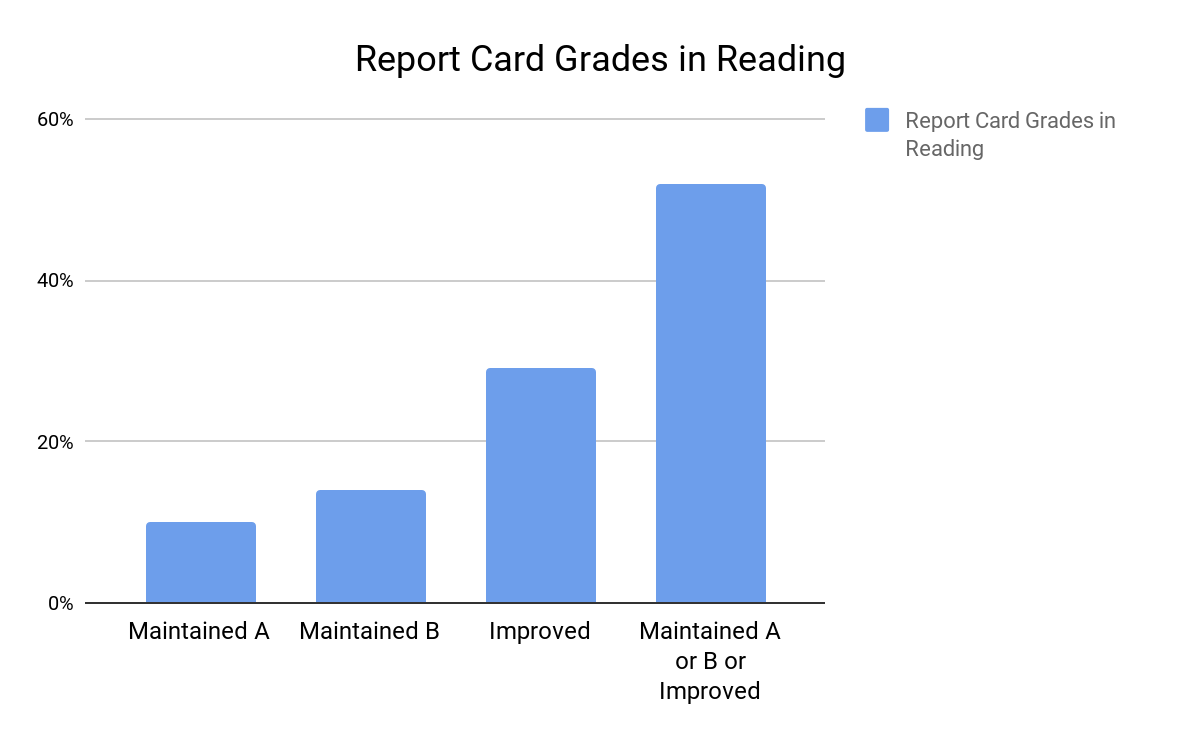 Report Card Grades in Reading
60%
40%
20%
0%
Report Card Grades in
Reading
Maintained A
Maintained B
Improved
Maintained A
or B or
Improved